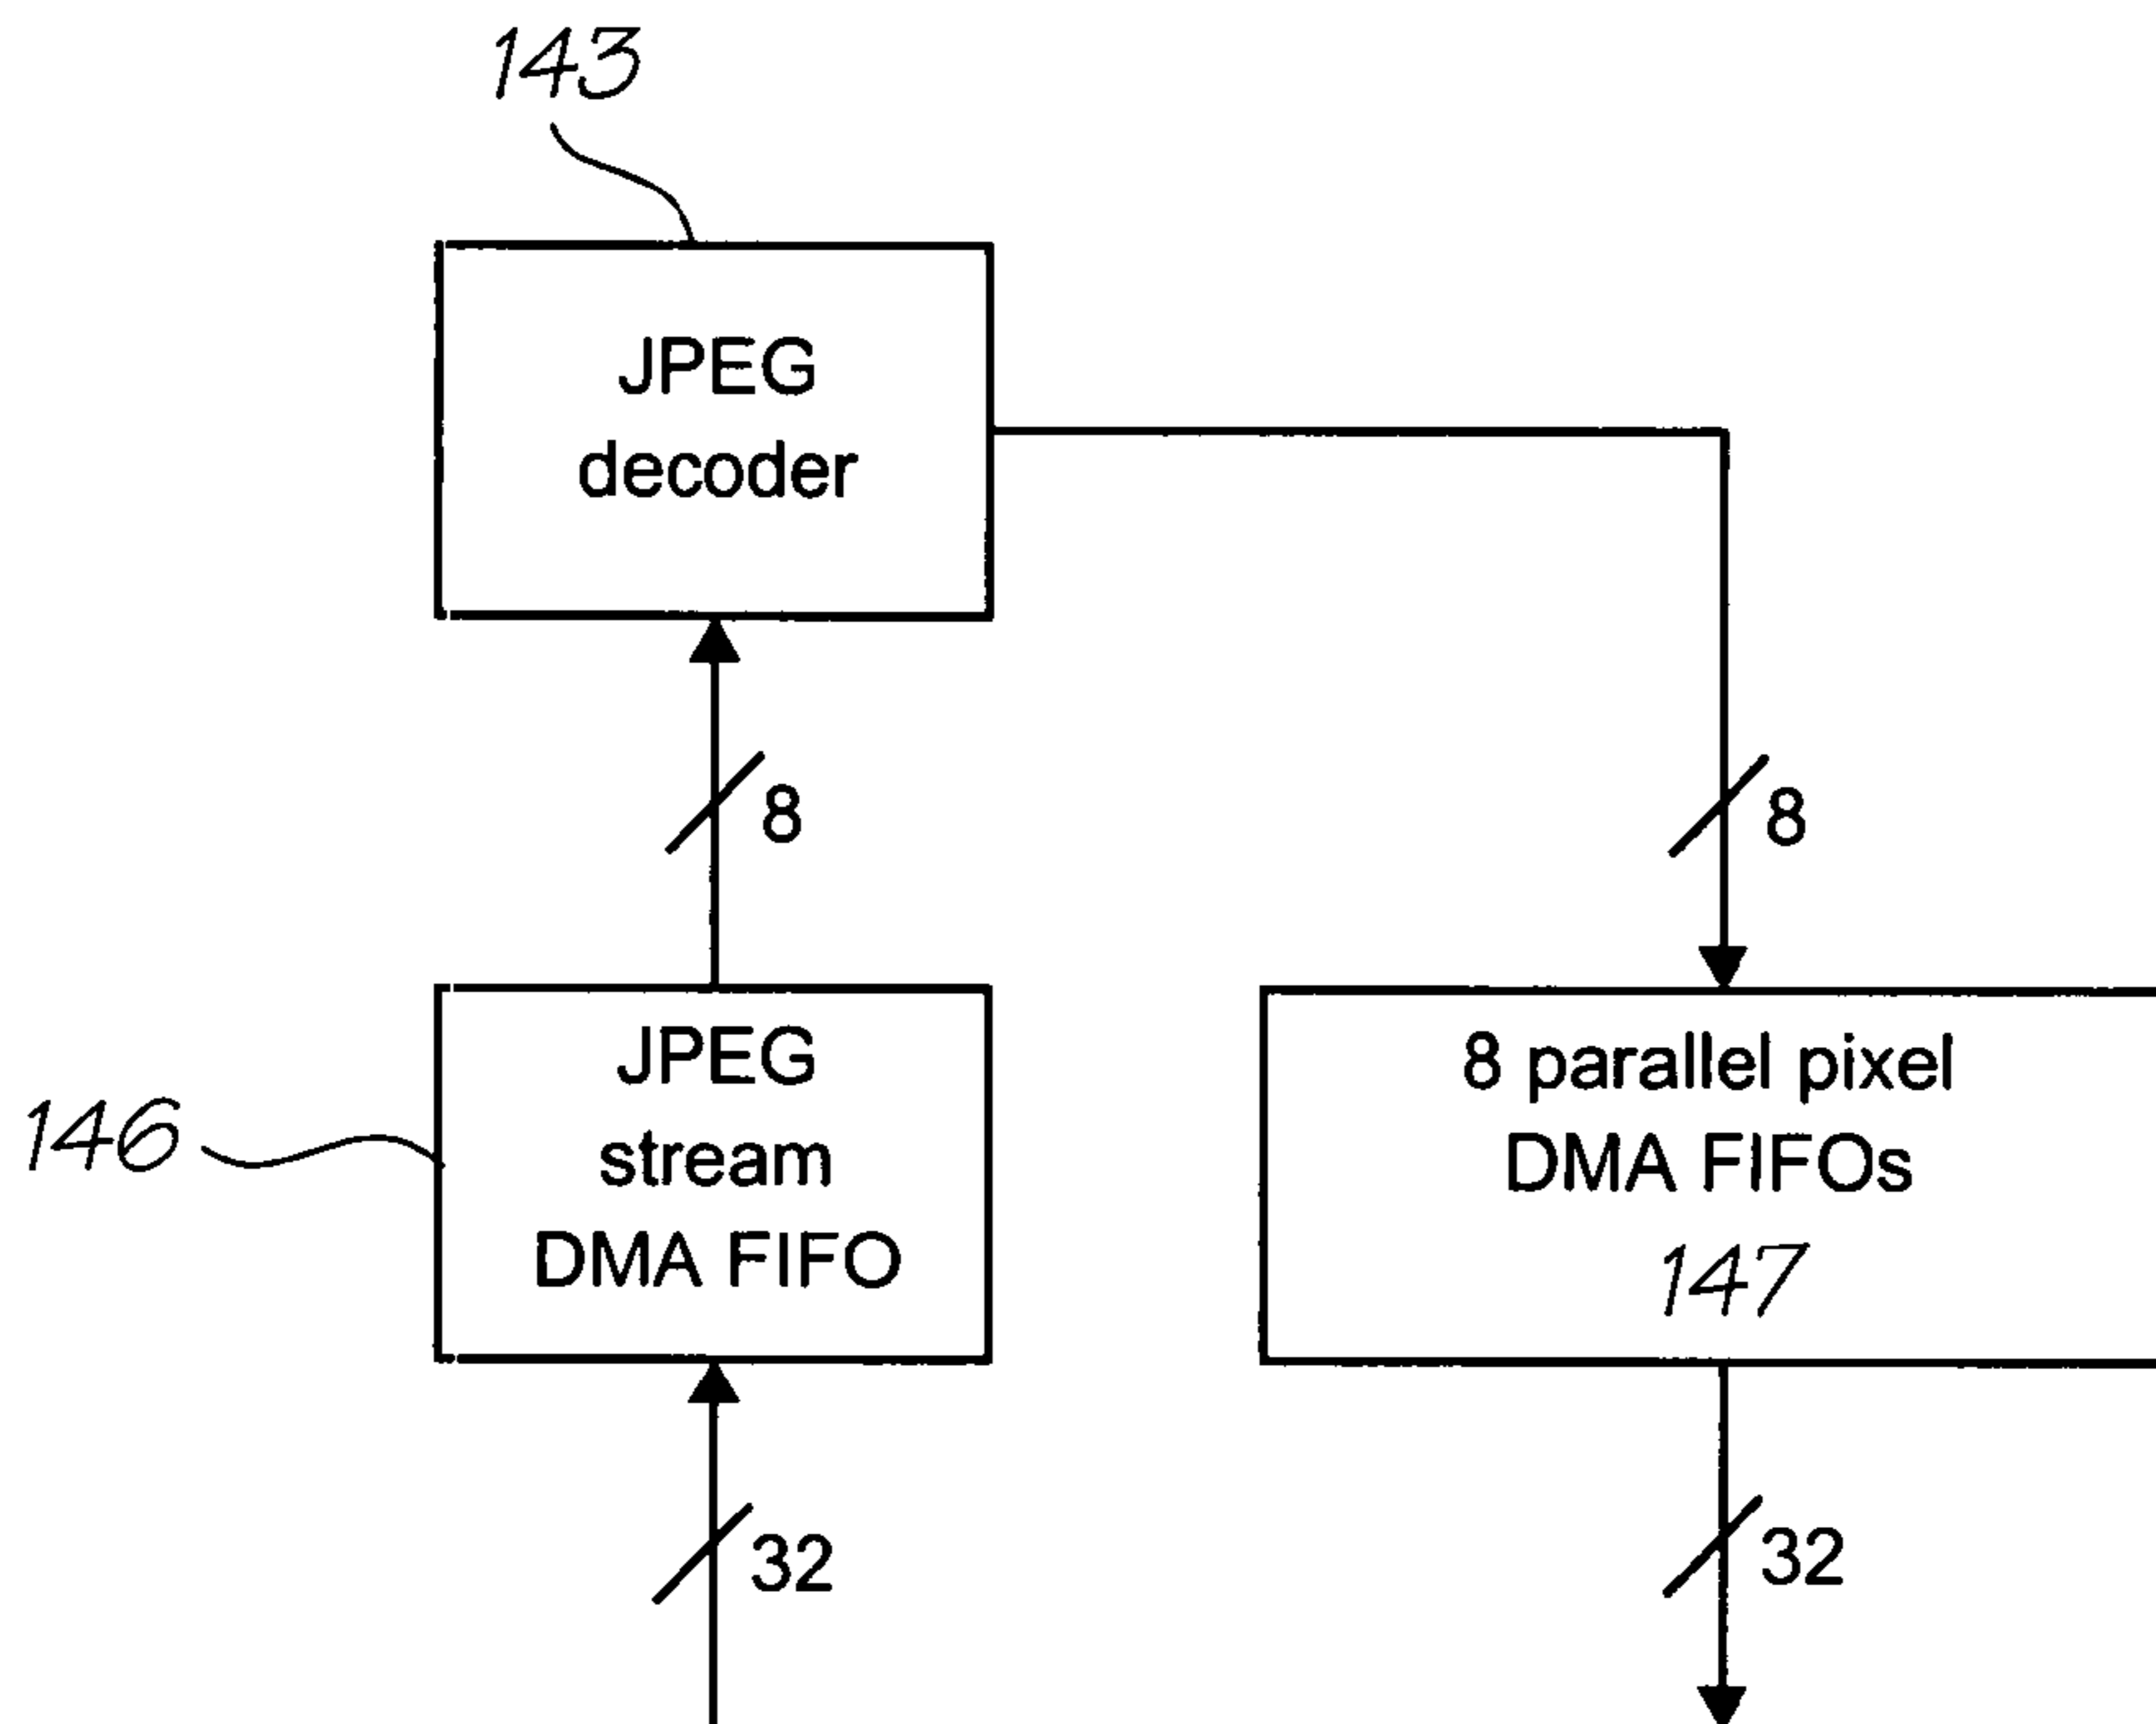 143
JPEG
decoder
8
8
JPEG
stream
DMA FIFO
146
8 parallel pixel
DMA FIFOs
147
32
32